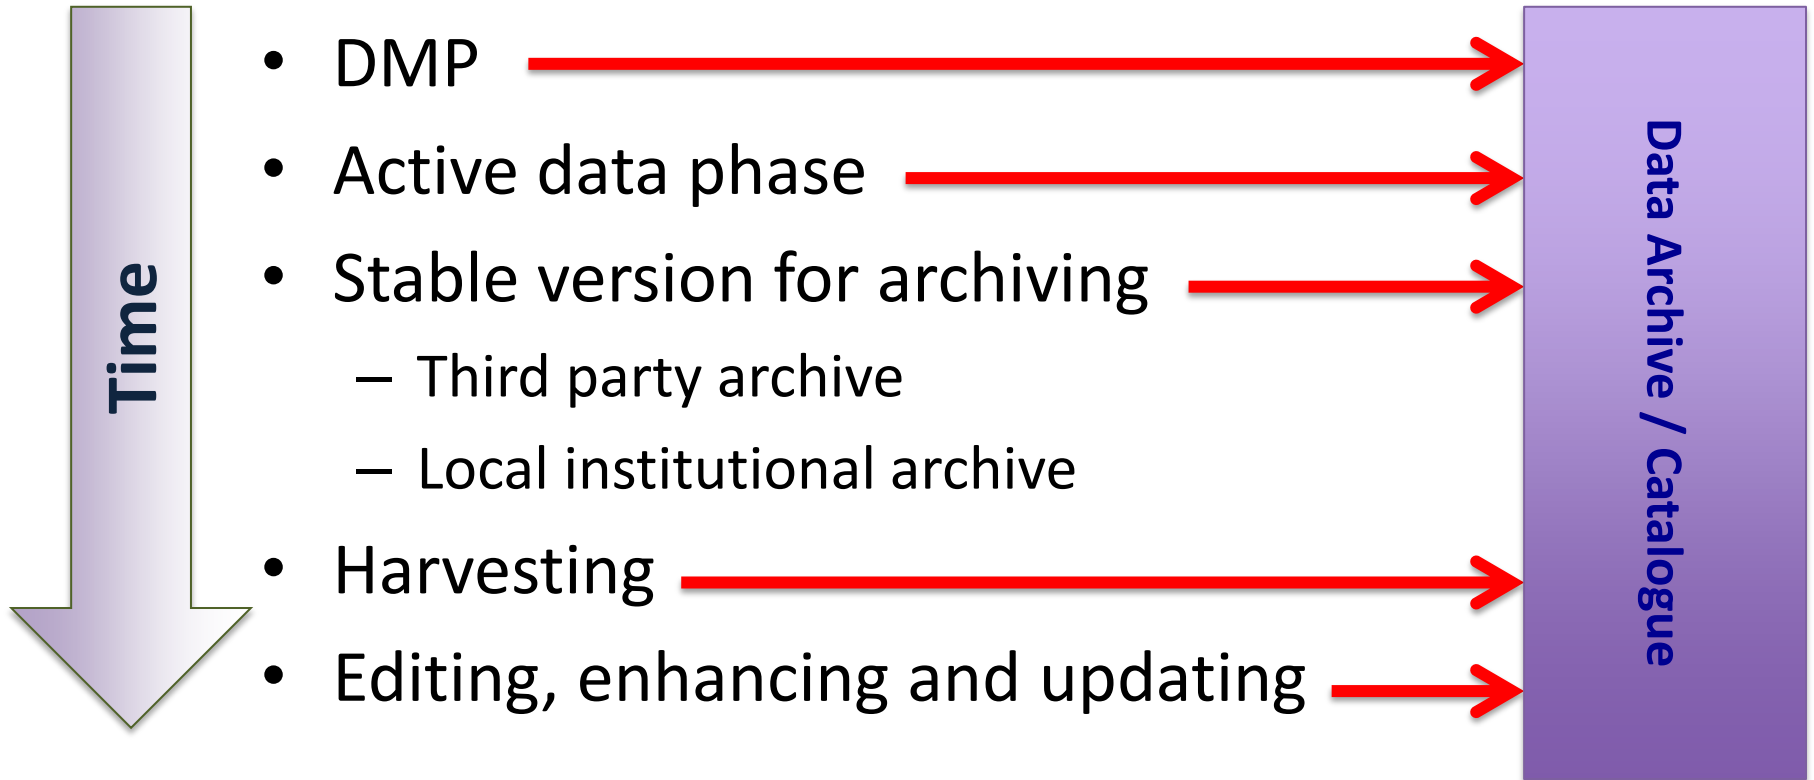 Time
• DMP
• Active data phase
• Stable version for archiving
– Third party archive
– Local institutional archive
• Harvesting
• Editing, enhancing and updating
Data Archive / Catalogue